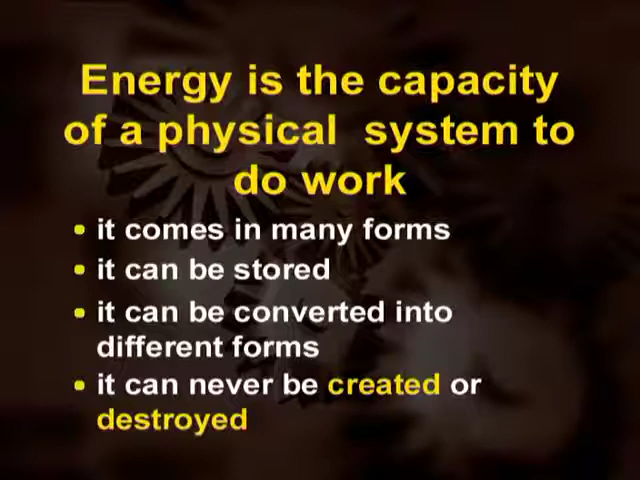 Energy is the capacity
of a physical system to
do work
• it comes in many forms
• it can be stored
• it can be converted into
different forms
• it can never be created or
destroyed